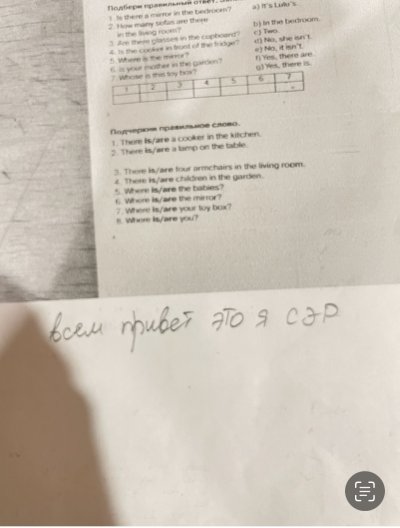 Подбери правильный ответ.
1. Is there a mirror in the bedroom?
a) It's Lulu's.
2. How many sofas are there
in the living room?
b) In the bedroom.
3. Are there glasses in the cupboard?
c) Two.
4. Is the cooker in front of the fridge?
d) No, she isn't.
5. Where is the mirror?
e) No, it isn't.
6. Is your mother in the garden?
f) Yes, there are.
7. Whose is this toy box?
g) Yes, there is.
1 2 3 4 5 6 7
Подчеркни правильное слово.
1. There is/are a cooker in the kitchen.
2. There is/are a lamp on the table.
3. There is/are four armchairs in the living room.
4. There is/are children in the garden.
5. Where is/are the babies?
6. Where is/are the mirror?
7. Where is/are your toy box?
8. Where is/are you?
всем привет это я сэр